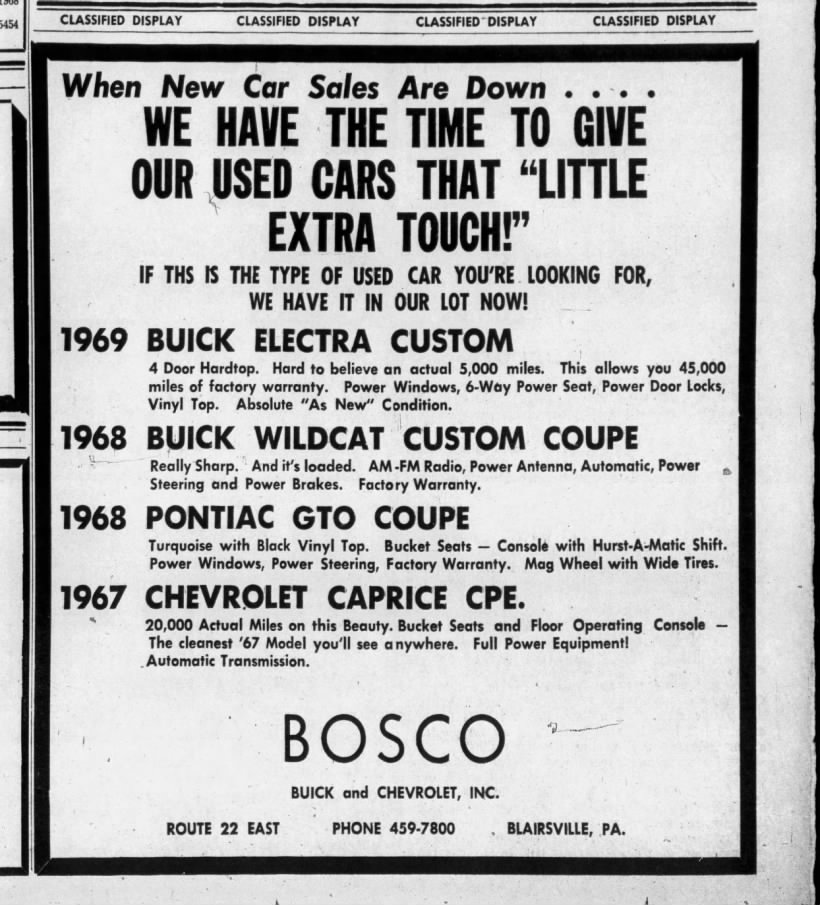 1968
5454
CLASSIFIED DISPLAY CLASSIFIED DISPLAY CLASSIFIED DISPLAY CLASSIFIED DISPLAY
When New Car Sales Are Down . . . .
WE HAVE THE TIME TO GIVE
OUR USED CARS THAT “LITTLE
EXTRA TOUCH!”
IF THS IS THE TYPE OF USED CAR YOU'RE LOOKING FOR,
WE HAVE IT IN OUR LOT NOW!
1969 BUICK ELECTRA CUSTOM
4 Door Hardtop. Hard to believe an actual 5,000 miles. This allows you 45,000
miles of factory warranty. Power Windows, 6-Way Power Seat, Power Door Locks,
Vinyl Top. Absolute "As New" Condition.
1968 BUICK WILDCAT CUSTOM COUPE
Really Sharp. And it's loaded. AM-FM Radio, Power Antenna, Automatic, Power
Steering and Power Brakes. Factory Warranty.
1968 PONTIAC GTO COUPE
Turquoise with Black Vinyl Top. Bucket Seats — Console with Hurst-A-Matic Shift.
Power Windows, Power Steering, Factory Warranty. Mag Wheel with Wide Tires.
1967 CHEVROLET CAPRICE CPE.
20,000 Actual Miles on this Beauty. Bucket Seats and Floor Operating Console —
The cleanest '67 Model you'll see anywhere. Full Power Equipment!
Automatic Transmission.
BOSCO
BUICK and CHEVROLET, INC.
ROUTE 22 EAST PHONE 459-7800 BLAIRSVILLE, PA.